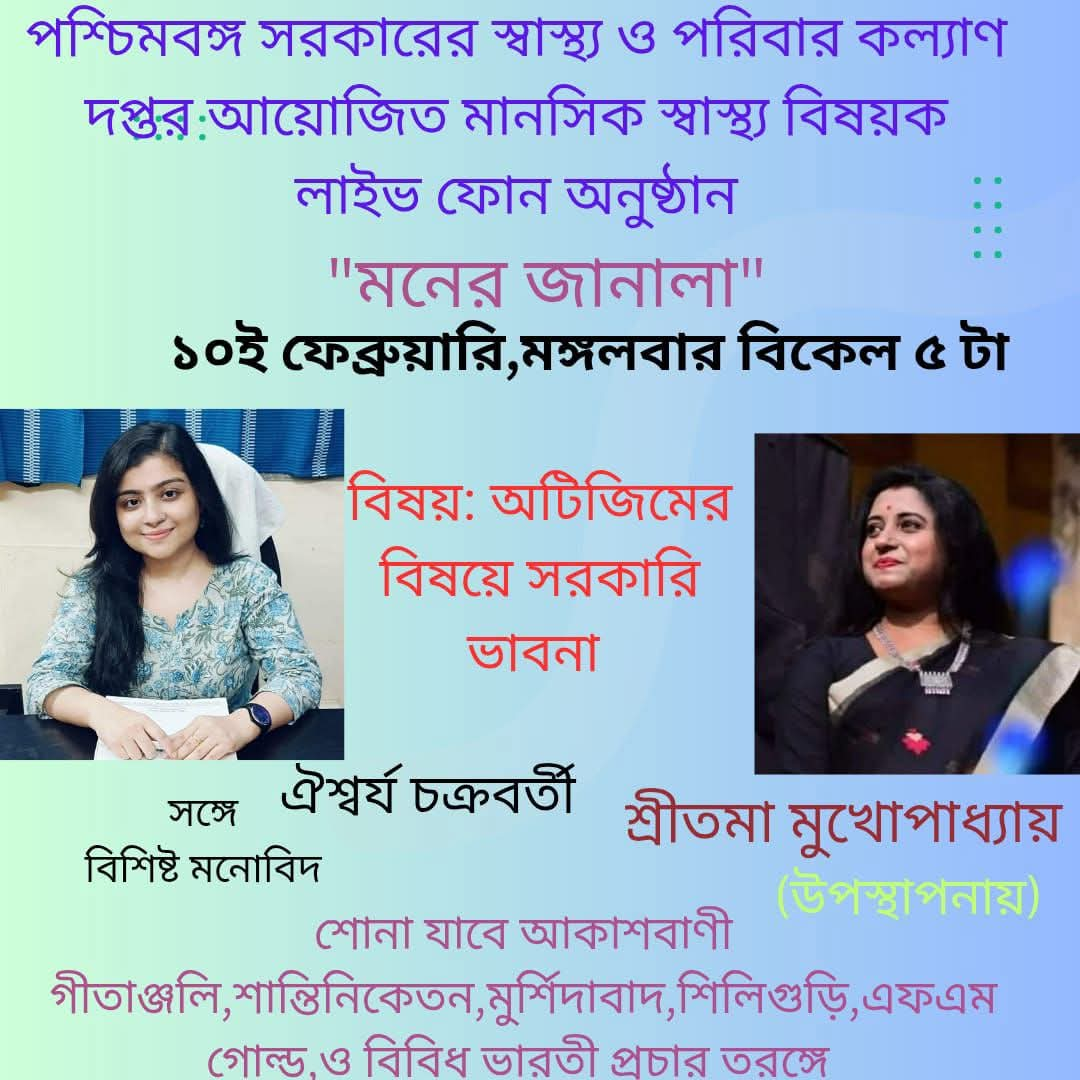 পশ্চিমবঙ্গ সরকারের স্বাস্থ্য ও পরিবার কল্যাণ
দপ্তর আয়োজিত মানসিক স্বাস্থ্য বিষয়ক
লাইভ ফোন অনুষ্ঠান
"মনের জানালা"
১০ই ফেব্রুয়ারি,মঙ্গলবার বিকেল ৫ টা
বিষয়: অটিজিমের
বিষয়ে সরকারি
ভাবনা
সঙ্গে
বিশিষ্ট মনোবিদ
ঐশ্বর্য চক্রবর্তী
শ্রীতমা মুখোপাধ্যায়
(উপস্থাপনায়)
শোনা যাবে আকাশবাণী
গীতাঞ্জলি,শান্তিনিকেতন,মুর্শিদাবাদ,শিলিগুড়ি,এফএম
গোল্ড,ও বিবিধ ভারতী প্রচার তরঙ্গে